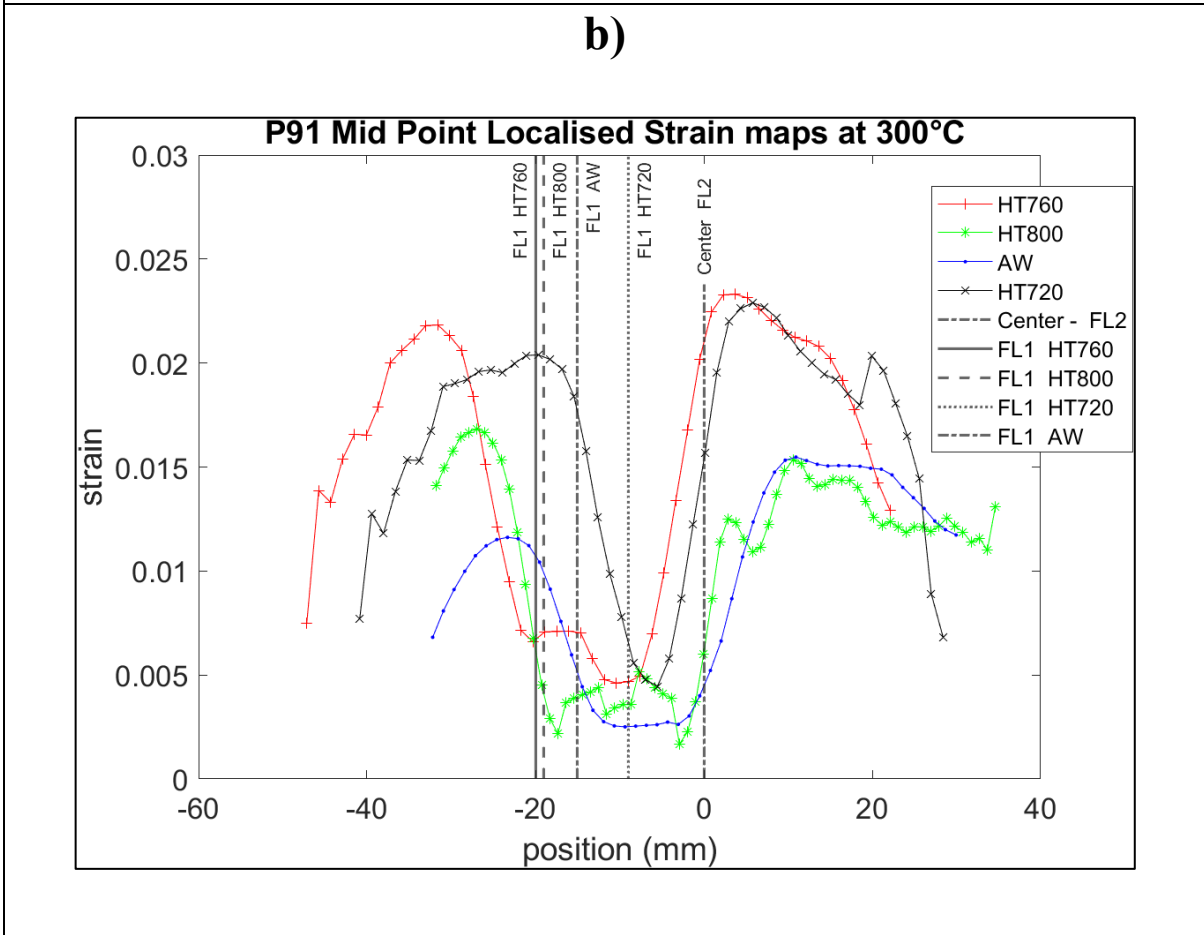 b)
P91 Mid Point Localised Strain maps at 300°C
0.03
0.025
0.02
0.015
0.01
0.005
0
strain
-60
-40
-20
0
20
40
position (mm)
FL1 HT760
FL1 HT800
FL1 AW
FL1 HT720
Center FL2
HT760
HT800
AW
HT720
Center - FL2
FL1 HT760
FL1 HT800
FL1 HT720
FL1 AW